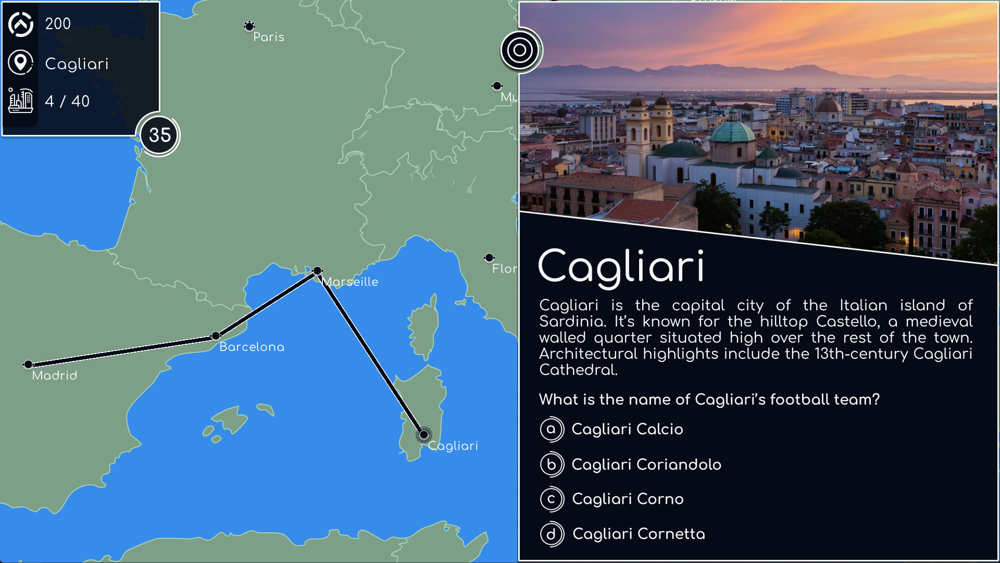 200
Cagliari
4 / 40
35
Paris
Mu
Flor
Marseille
Barcelona
Madrid
Cagliari
Cagliari
Cagliari is the capital city of the Italian island of
Sardinia. It's known for the hilltop Castello, a medieval
walled quarter situated high over the rest of the town.
Architectural highlights include the 13th-century Cagliari
Cathedral.
What is the name of Cagliari's football team?
a Cagliari Calcio
b Cagliari Coriandolo
c Cagliari Corno
d Cagliari Cornetta